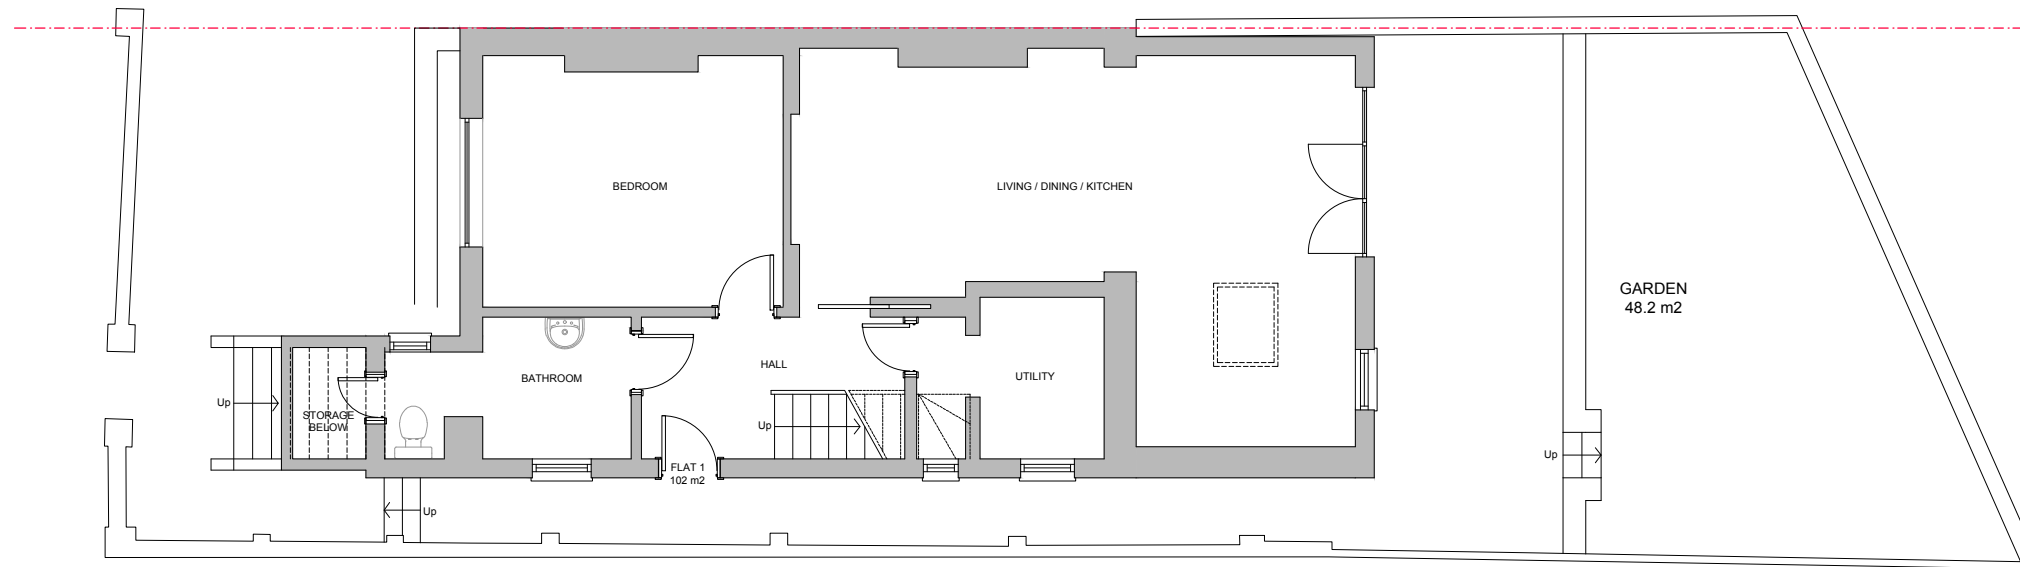 BEDROOM
LIVING / DINING / KITCHEN
GARDEN
48.2 m2
HALL
BATHROOM
UTILITY
Up
STORAGE
BELOW
Up
Up
FLAT 1
102 m2
Up